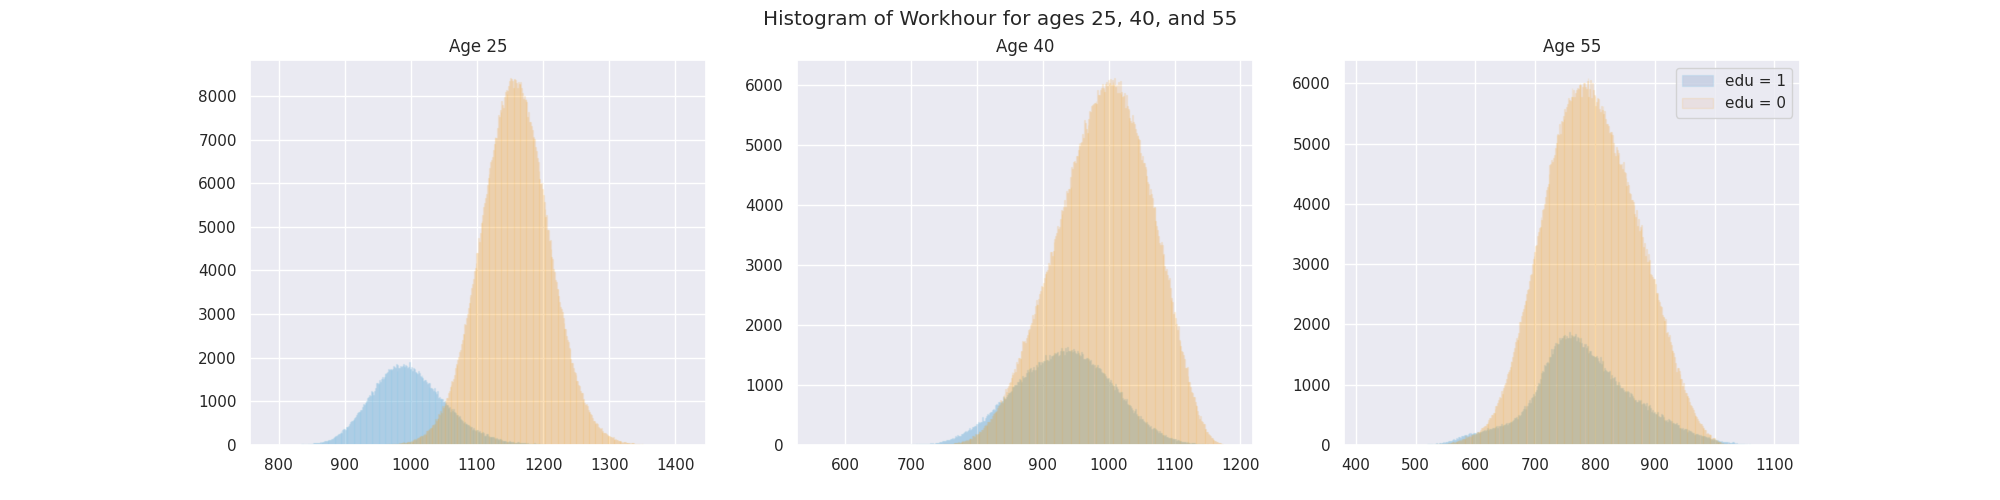 Histogram of Workhour for ages 25, 40, and 55
Age 25
8000
7000
6000
5000
4000
3000
2000
1000
0
800 900 1000 1100 1200 1300 1400
Age 40
6000
5000
4000
3000
2000
1000
0
600 700 800 900 1000 1100 1200
Age 55
edu = 1
edu = 0
6000
5000
4000
3000
2000
1000
0
400 500 600 700 800 900 1000 1100